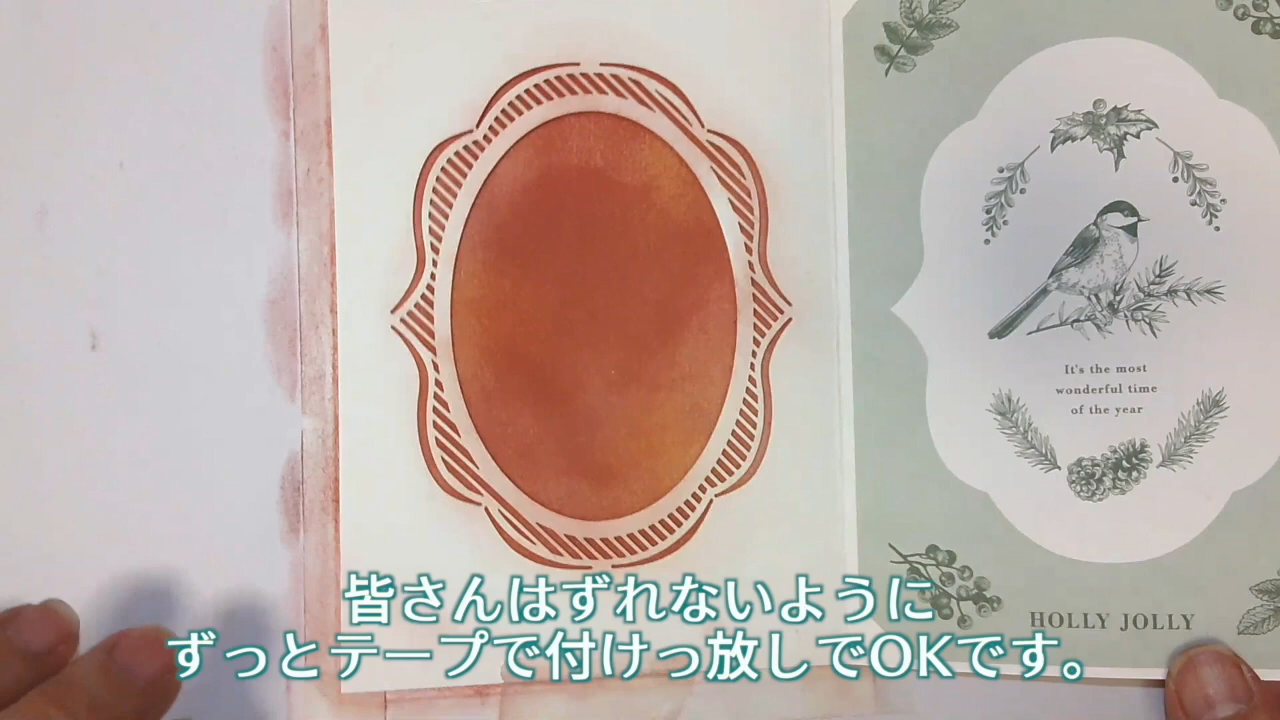 It's the most
wonderful time
of the year
HOLLY JOLLY
皆さんはずれないように
ずっとテープで付けっ放しでOKです。